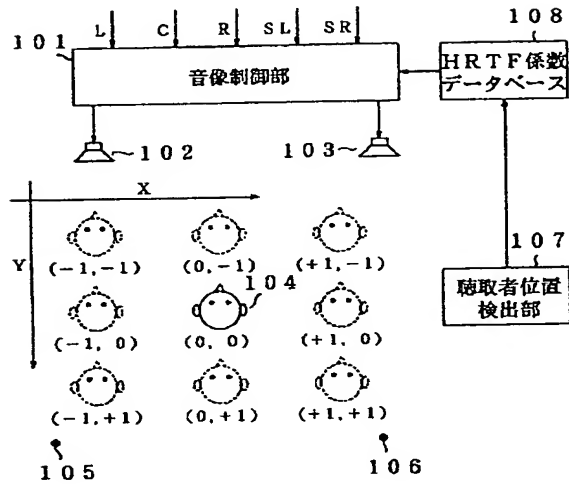 L C R SL SR
101
音像制御部
108
HRTF係数
データベース
102
103
X
Y
(-1,-1) (0,-1) (+1,-1)
104
107
聴取者位置
検出部
(-1, 0) (0, 0) (+1, 0)
(-1,+1) (0,+1) (+1,+1)
105
106